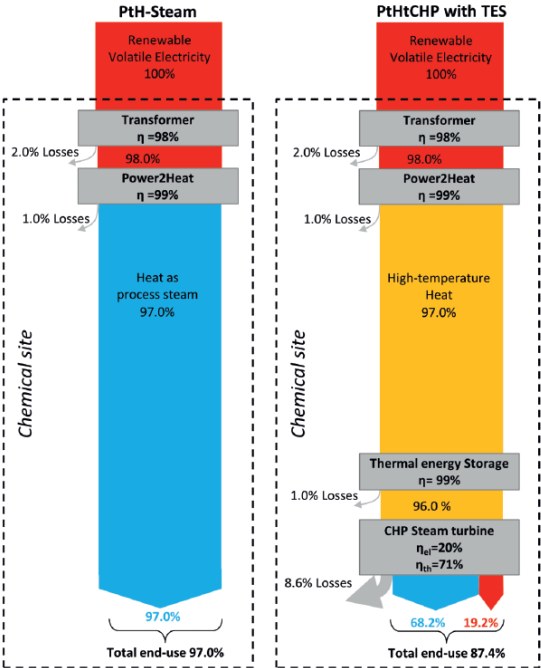 PtH-Steam
Renewable
Volatile Electricity
100%
Transformer
η =98%
2.0% Losses
98.0%
Power2Heat
η =99%
1.0% Losses
Heat as
process steam
97.0%
Chemical site
97.0%
Total end-use 97.0%
PtHtCHP with TES
Renewable
Volatile Electricity
100%
Transformer
η =98%
2.0% Losses
98.0%
Power2Heat
η =99%
1.0% Losses
High-temperature
Heat
97.0%
Chemical site
Thermal energy Storage
η= 99%
1.0% Losses
96.0 %
CHP Steam turbine
ηel=20%
ηth=71%
8.6% Losses
68.2%
19.2%
Total end-use 87.4%